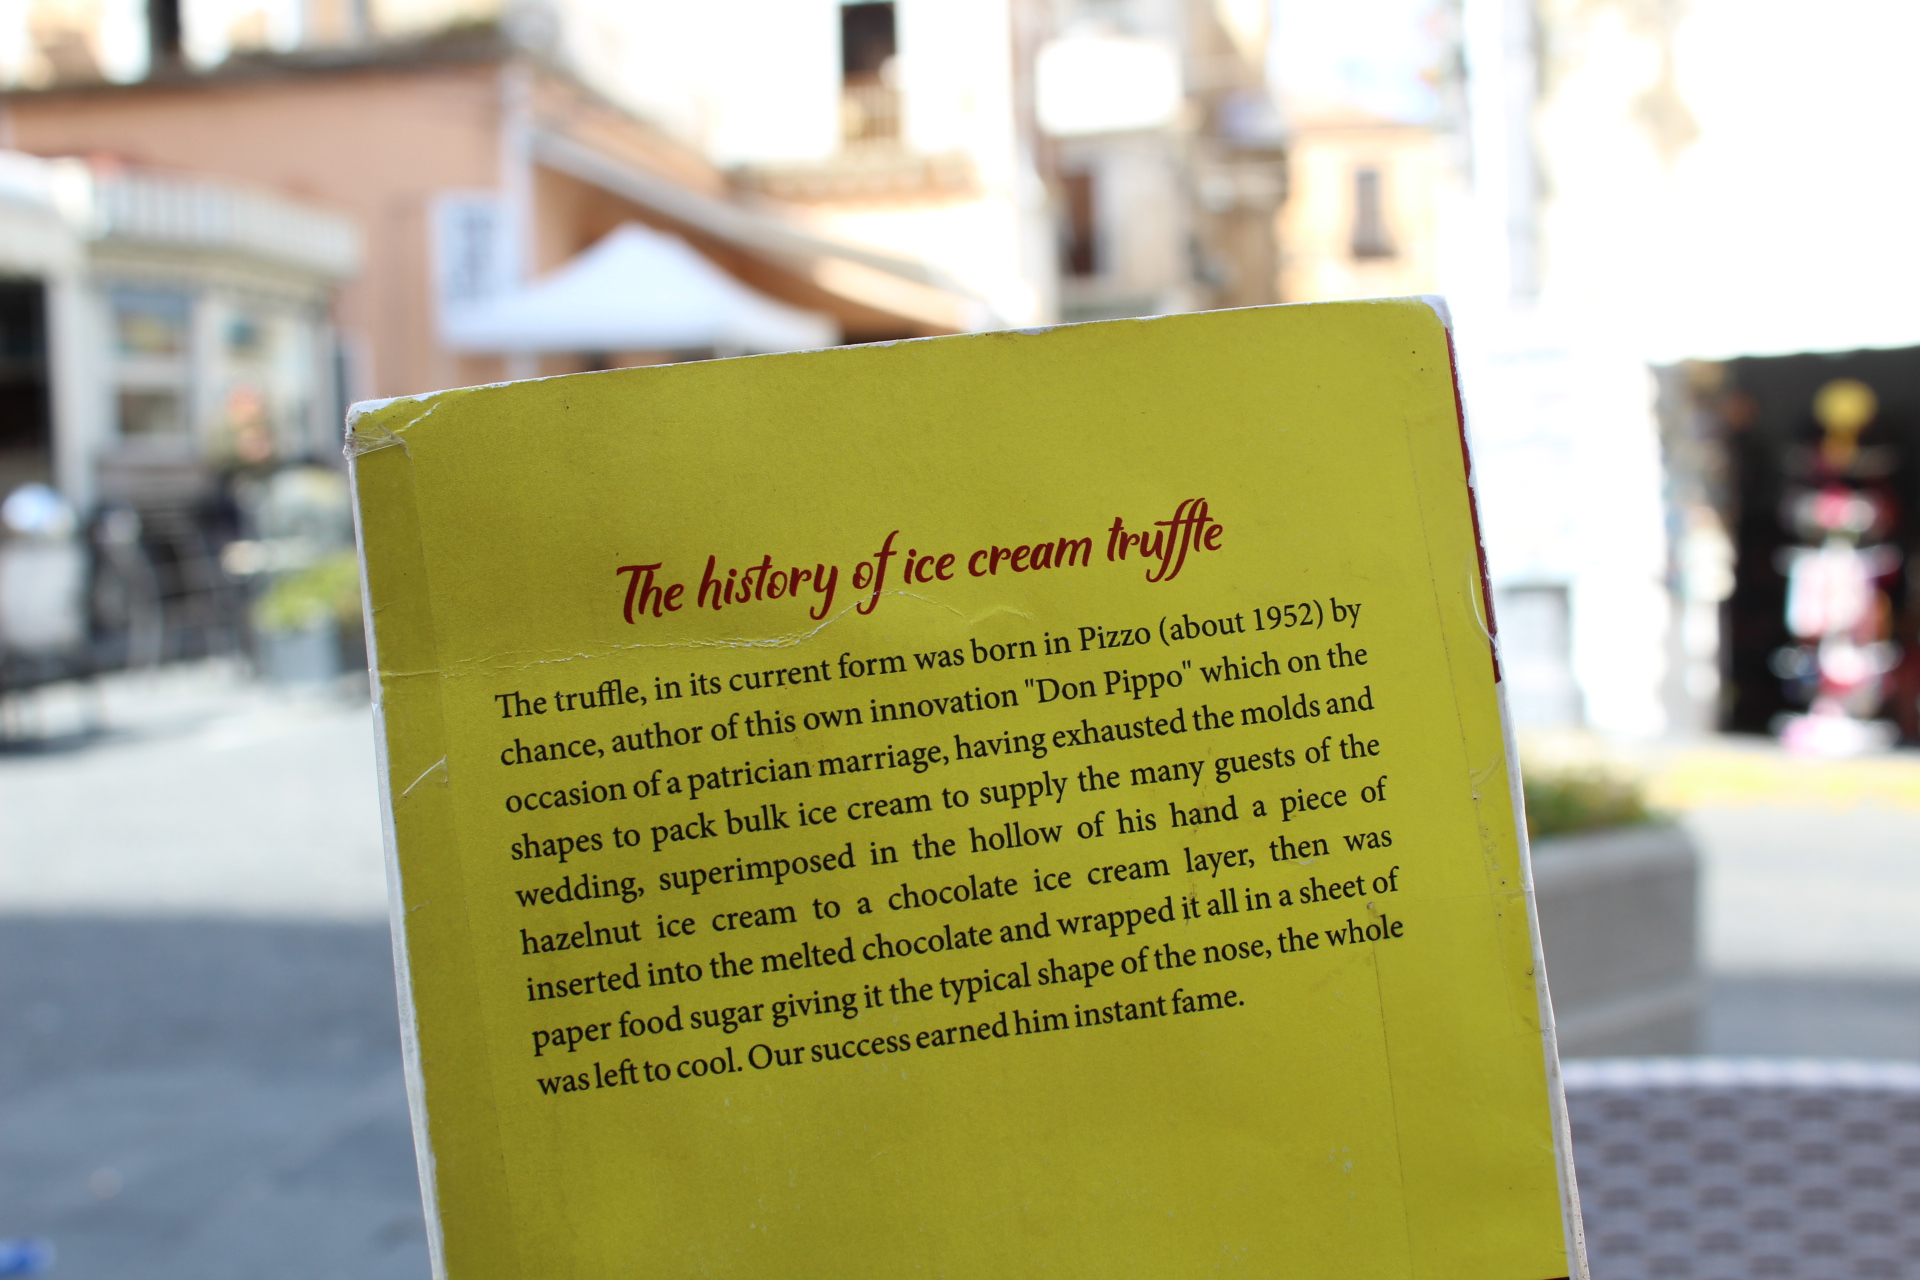 The history of ice cream truffle
The truffle, in its current form was born in Pizzo (about 1952) by
chance, author of this own innovation "Don Pippo" which on the
occasion of a patrician marriage, having exhausted the molds and
shapes to pack bulk ice cream to supply the many guests of the
wedding, superimposed in the hollow of his hand a piece of
hazelnut ice cream to a chocolate ice cream layer, then was
inserted into the melted chocolate and wrapped it all in a sheet of
paper food sugar giving it the typical shape of the nose, the whole
was left to cool. Our success earned him instant fame.